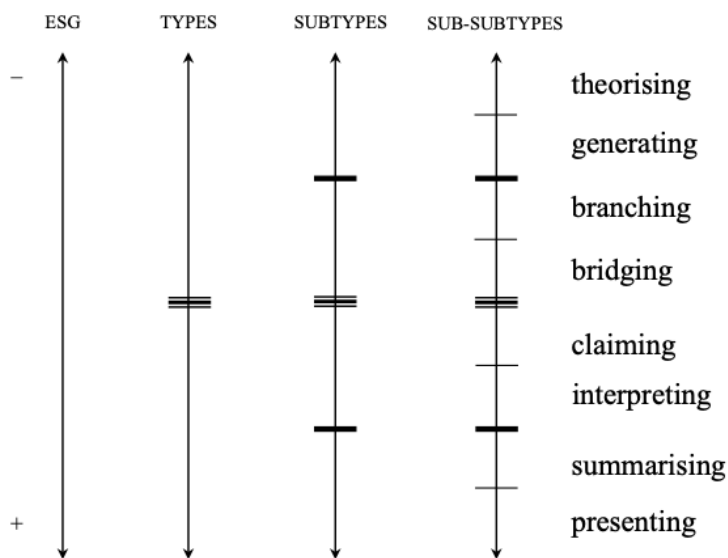 ESG TYPES SUBTYPES SUB-SUBTYPES
−
theorising
generating
branching
bridging
claiming
interpreting
summarising
+
presenting